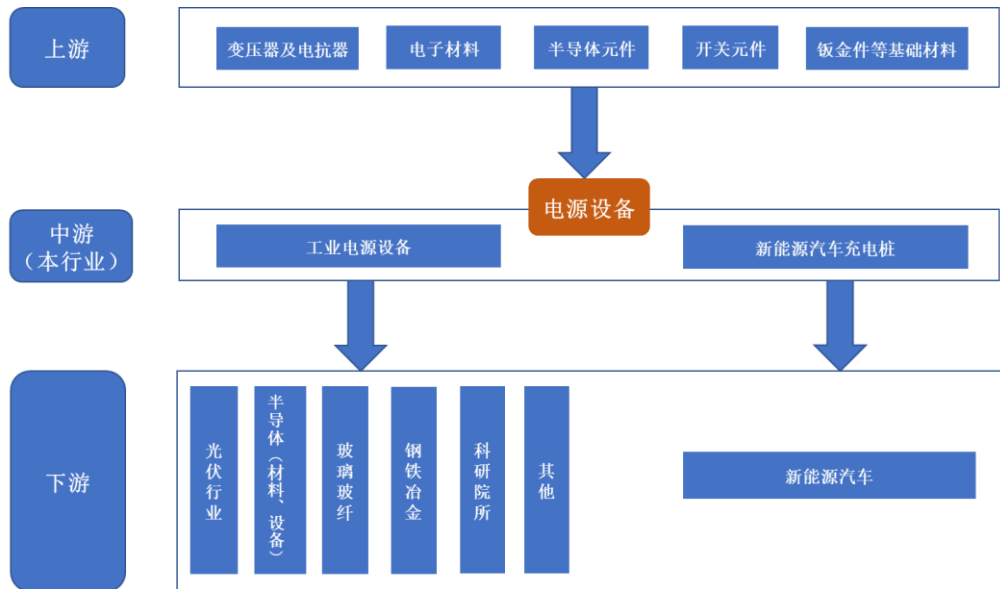 上游
变压器及电抗器
电子材料
半导体元件
开关元件
钣金件等基础材料
电源设备
中游
（本行业）
工业电源设备
新能源汽车充电桩
下游
光伏行业
半导体（材料、设备）
玻璃玻纤
钢铁冶金
科研院所
其他
新能源汽车